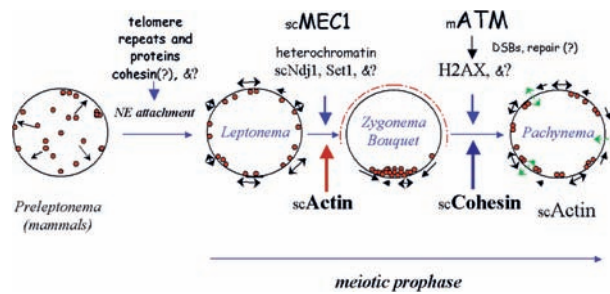 telomere
repeats and
proteins
cohesin(?), &?
NE attachment
scMEC1
heterochromatin
scNdj1, Set1, &?
mATM
DSBs, repair (?)
H2AX, &?
Leptonema
Zygonema
Bouquet
Pachynema
Preleptonema
(mammals)
scActin
scCohesin
scActin
meiotic prophase